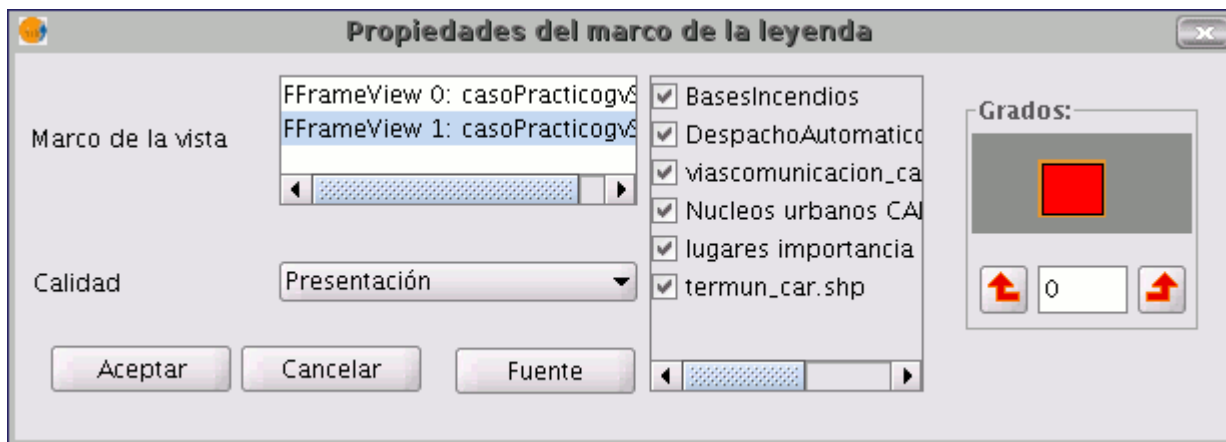 Propiedades del marco de la leyenda
Marco de la vista
FFrameView 0: casoPracticogvS
FFrameView 1: casoPracticogvS
Calidad
Presentación
Aceptar
Cancelar
Fuente
BasesIncendios
DespachoAutomatico
viascomunicacion_ca
Nucleos urbanos CA
lugares importancia
termun_car.shp
Grados:
0